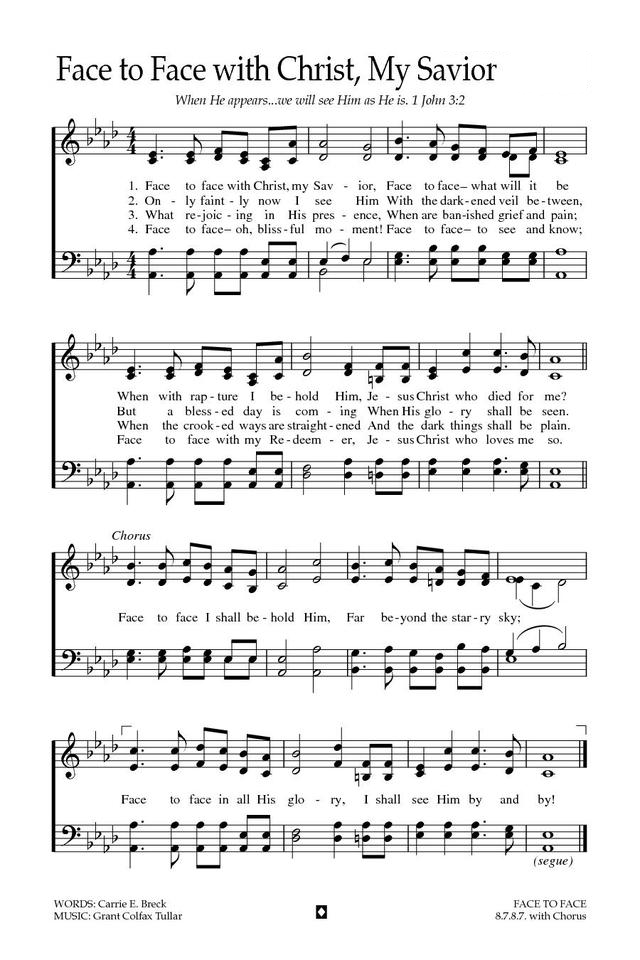 Face to Face with Christ, My Savior
When He appears...we will see Him as He is. 1 John 3:2
1. Face to face with Christ, my Sav - ior, Face to face– what will it be
2. On - ly faint - ly now I see Him With the dark-ened veil be-tween,
3. What re-joic - ing in His pres - ence, When are ban-ished grief and pain;
4. Face to face– oh, bliss-ful mo - ment! Face to face– to see and know;
When with rap - ture I be - hold Him, Je - sus Christ who died for me?
But a bless - ed day is com - ing When His glo - ry shall be seen.
When the crook-ed ways are straight-ened And the dark things shall be plain.
Face to face with my Re-deem - er, Je - sus Christ who loves me so.
Chorus
Face to face I shall be - hold Him, Far be-yond the star-ry sky;
Face to face in all His glo - ry, I shall see Him by and by!
(segue)
WORDS: Carrie E. Breck
MUSIC: Grant Colfax Tullar
FACE TO FACE
8.7.8.7. with Chorus